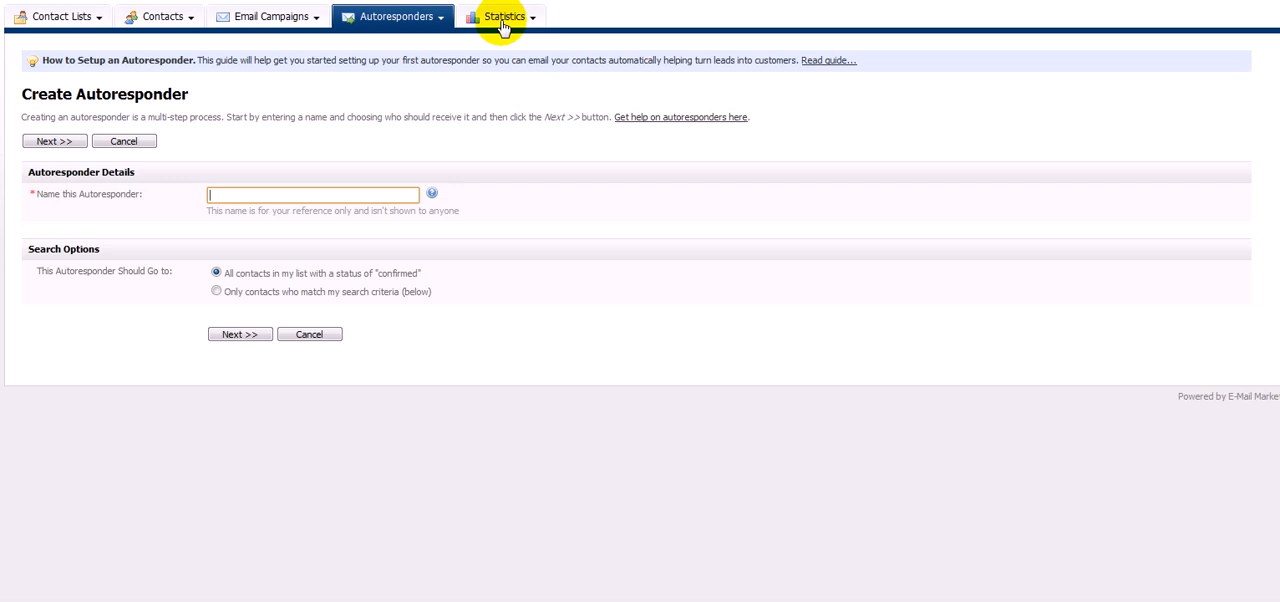 Contact Lists Contacts Email Campaigns Autoresponders Statistics
How to Setup an Autoresponder. This guide will help get you started setting up your first autoresponder so you can email your contacts automatically helping turn leads into customers. Read guide...
Create Autoresponder
Creating an autoresponder is a multi-step process. Start by entering a name and choosing who should receive it and then click the Next >> button. Get help on autoresponders here.
Next >> Cancel
Autoresponder Details
* Name this Autoresponder:
This name is for your reference only and isn't shown to anyone
Search Options
This Autoresponder Should Go to: All contacts in my list with a status of "confirmed"
Only contacts who match my search criteria (below)
Next >> Cancel
Powered by E-Mail Marke